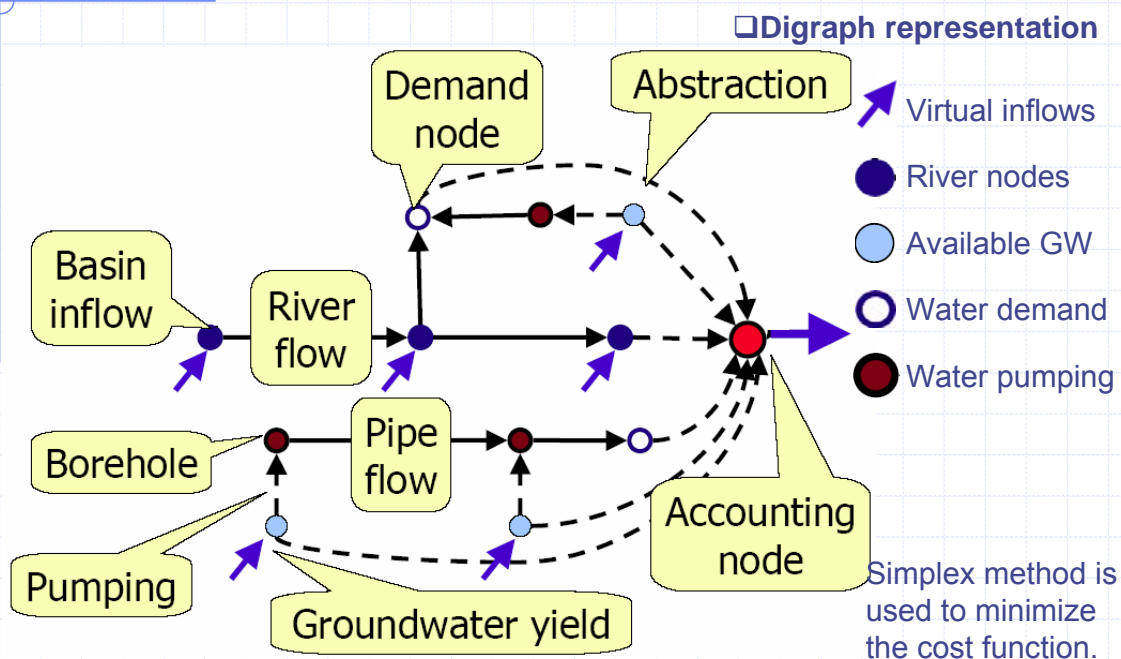 ❑Digraph representation
Demand
node
Abstraction
Virtual inflows
River nodes
Available GW
Water demand
Water pumping
Basin
inflow
River
flow
Borehole
Pipe
flow
Pumping
Groundwater yield
Accounting
node
Simplex method is
used to minimize
the cost function.